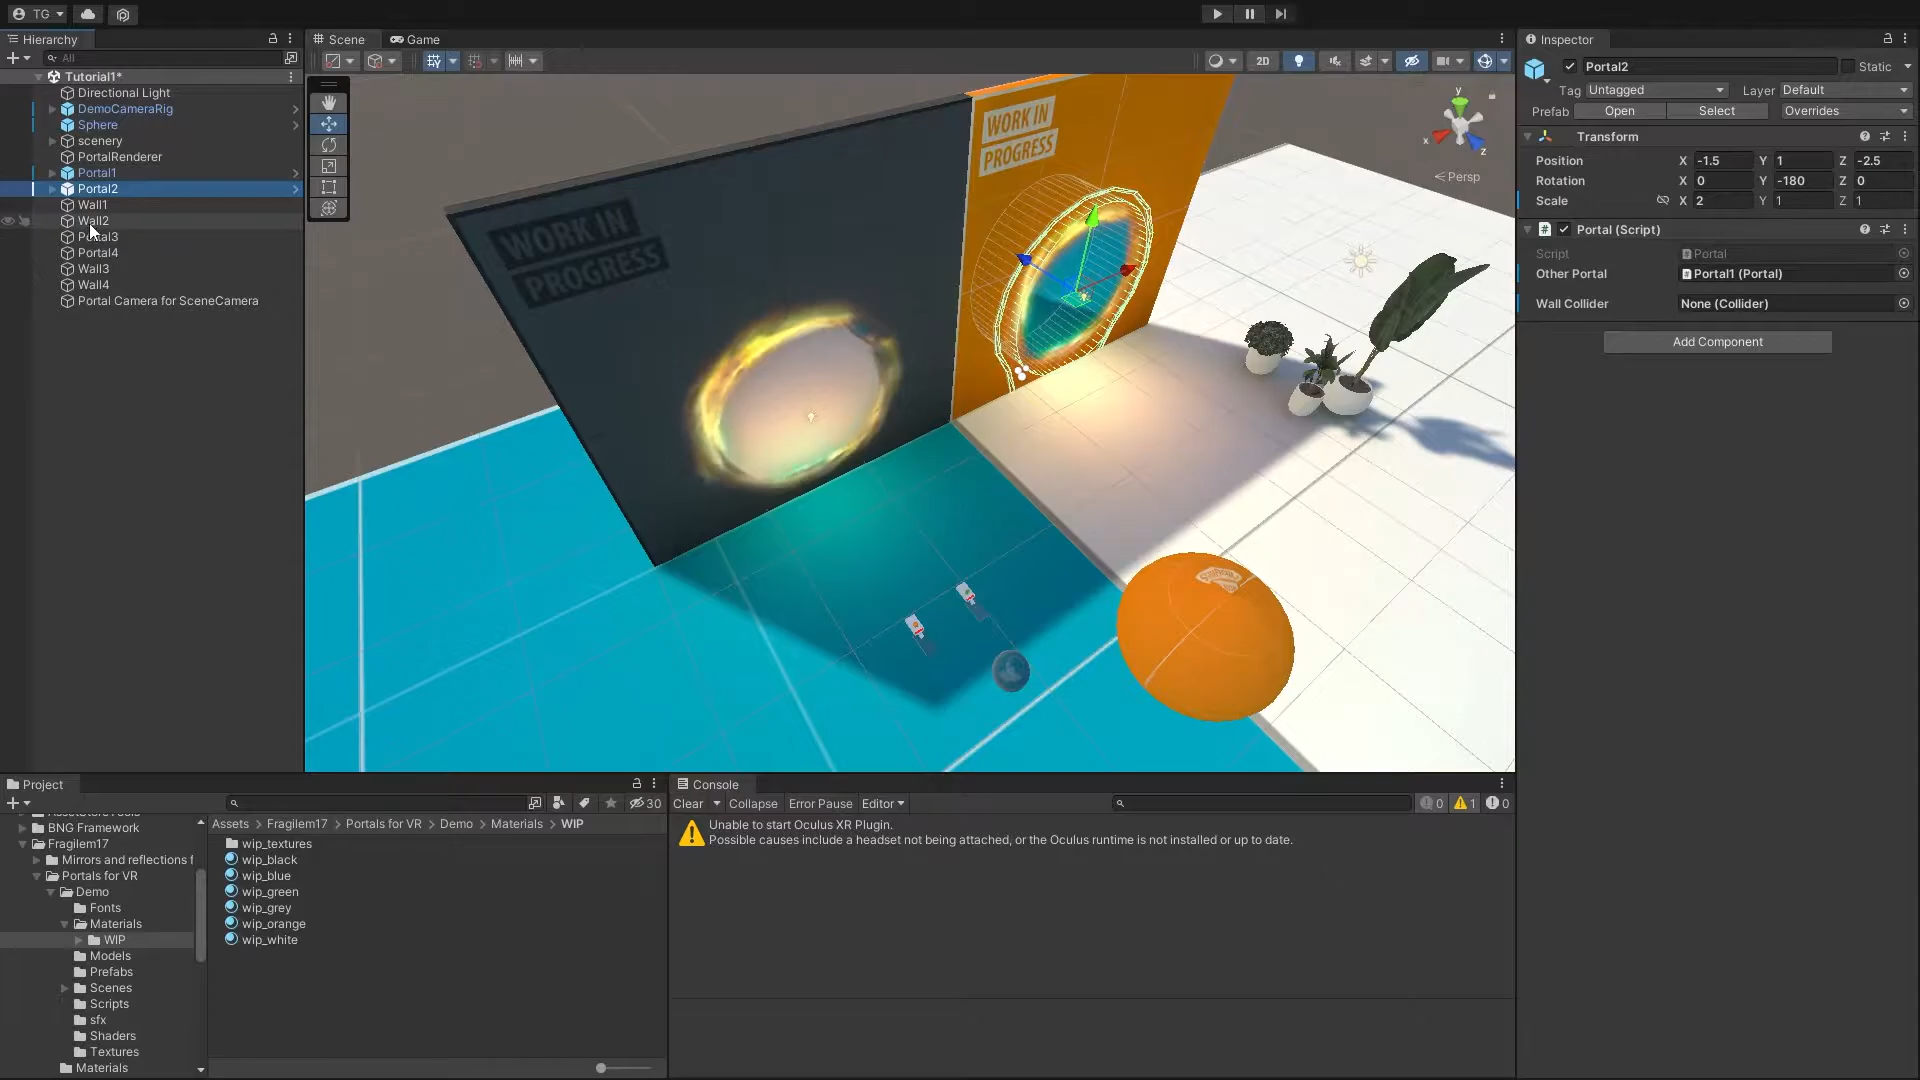 TG
Hierarchy
All
Tutorial1*
Directional Light
DemoCameraRig
Sphere
scenery
PortalRenderer
Portal1
Portal2
Wall1
Wall2
Portal3
Portal4
Wall3
Wall4
Portal Camera for SceneCamera
Scene
Game
2D
WORK IN
PROGRESS
WORK IN
PROGRESS
y
x
z
Persp
Inspector
Portal2
Static
Tag Untagged Layer Default
Prefab Open Select Overrides
Transform
Position X -1.5 Y 1 Z -2.5
Rotation X 0 Y -180 Z 0
Scale X 2 Y 1 Z 1
Portal (Script)
Script Portal
Other Portal Portal1 (Portal)
Wall Collider None (Collider)
Add Component
Project
30
BNG Framework
Fragilem17
Mirrors and reflections f
Portals for VR
Demo
Fonts
Materials
WIP
Models
Prefabs
Scenes
Scripts
sfx
Shaders
Textures
Materials
Assets > Fragilem17 > Portals for VR > Demo > Materials > WIP
wip_textures
wip_black
wip_blue
wip_green
wip_grey
wip_orange
wip_white
Console
Clear Collapse Error Pause Editor
0 1 0
Unable to start Oculus XR Plugin.
Possible causes include a headset not being attached, or the Oculus runtime is not installed or up to date.